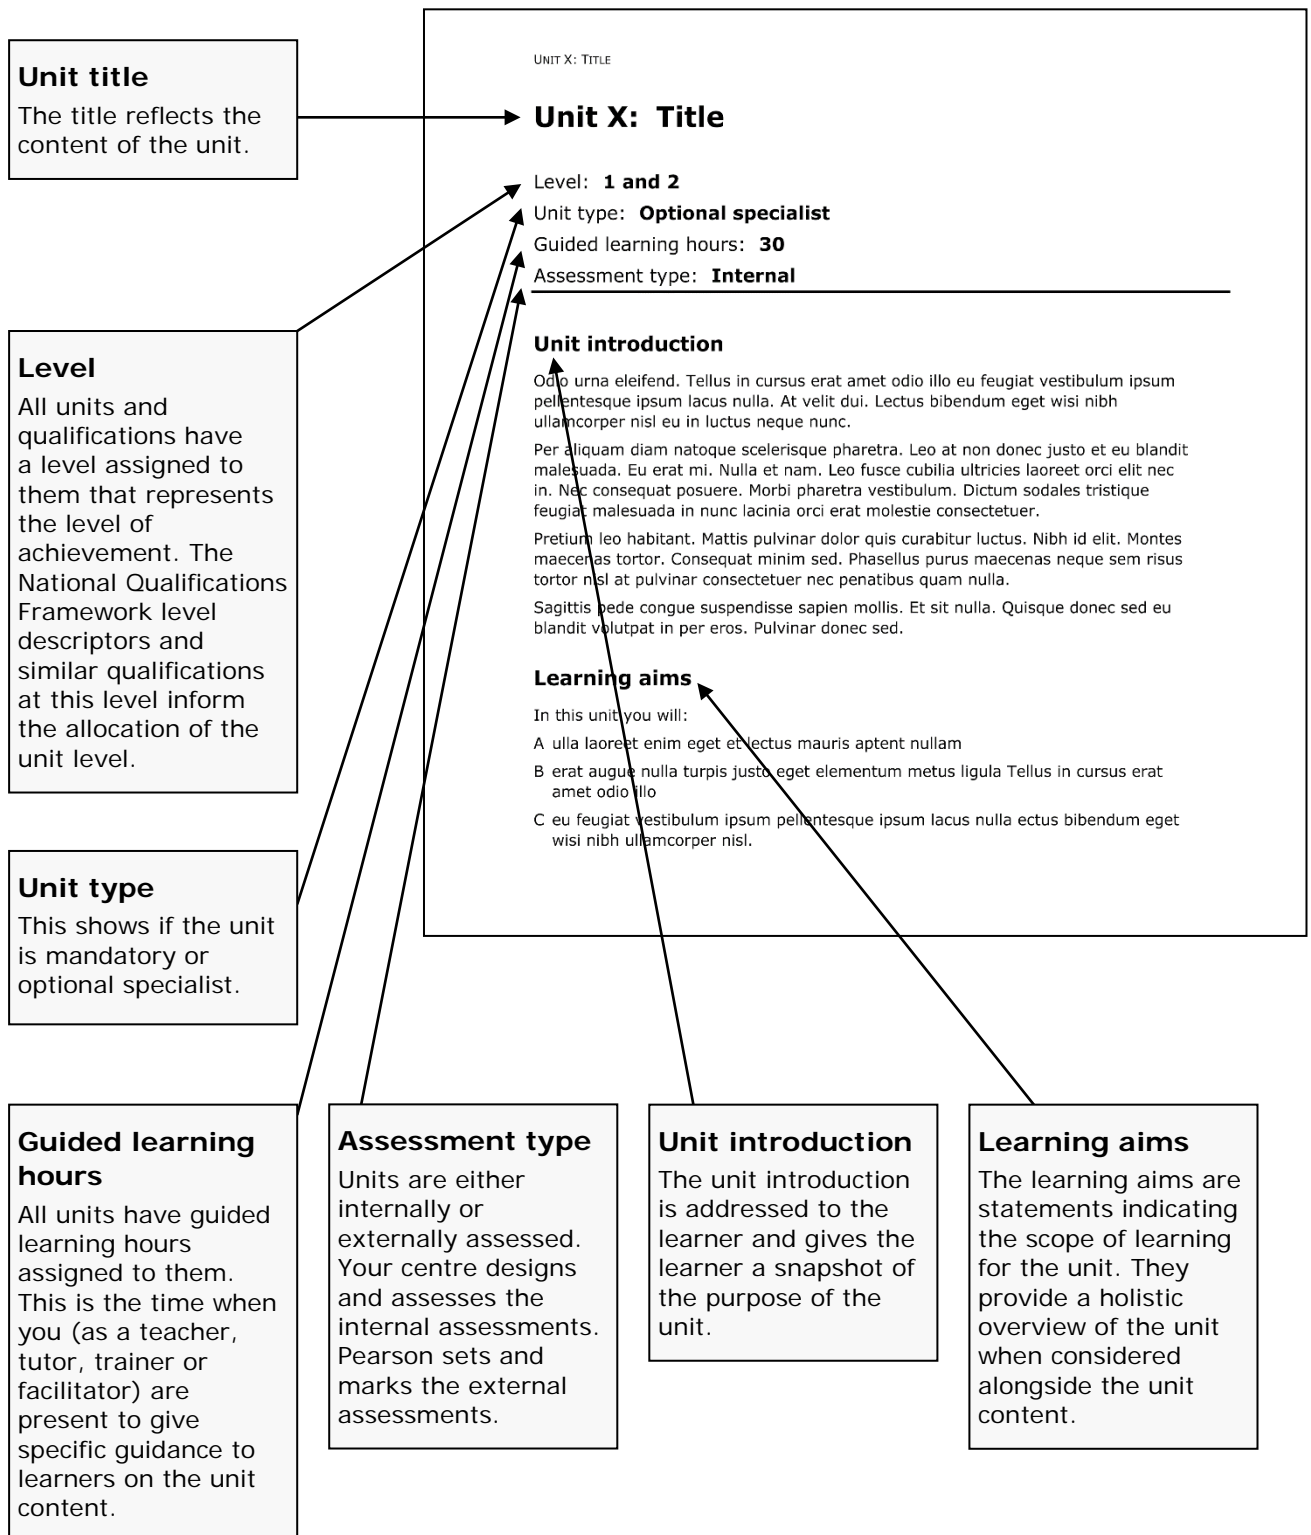 Unit title
The title reflects the
content of the unit.
UNIT X: TITLE
Unit X: Title
Level: 1 and 2
Unit type: Optional specialist
Guided learning hours: 30
Assessment type: Internal
Unit introduction
Odio urna eleifend. Tellus in cursus erat amet odio illo eu feugiat vestibulum ipsum
pellentesque ipsum lacus nulla. At velit dui. Lectus bibendum eget wisi nibh
ullamcorper nisl eu in luctus neque nunc.
Per aliquam diam natoque scelerisque pharetra. Leo at non donec justo et eu blandit
malesuada. Eu erat mi. Nulla et nam. Leo fusce cubilia ultricies laoreet orci elit nec
in. Nec consequat posuere. Morbi pharetra vestibulum. Dictum sodales tristique
feugiat malesuada in nunc lacinia orci erat molestie consectetuer.
Pretium leo habitant. Mattis pulvinar dolor quis curabitur luctus. Nibh id elit. Montes
maecenas tortor. Consequat minim sed. Phasellus purus maecenas neque sem risus
tortor nisl at pulvinar consectetuer nec penatibus quam nulla.
Sagittis pede congue suspendisse sapien mollis. Et sit nulla. Quisque donec sed eu
blandit volutpat in per eros. Pulvinar donec sed.
Learning aims
In this unit you will:
A ulla laoreet enim eget et lectus mauris aptent nullam
B erat augue nulla turpis justo eget elementum metus ligula Tellus in cursus erat
amet odio illo
C eu feugiat vestibulum ipsum pellentesque ipsum lacus nulla ectus bibendum eget
wisi nibh ullamcorper nisl.
Level
All units and
qualifications have
a level assigned to
them that represents
the level of
achievement. The
National Qualifications
Framework level
descriptors and
similar qualifications
at this level inform
the allocation of the
unit level.
Unit type
This shows if the unit
is mandatory or
optional specialist.
Guided learning
hours
All units have guided
learning hours
assigned to them.
This is the time when
you (as a teacher,
tutor, trainer or
facilitator) are
present to give
specific guidance to
learners on the unit
content.
Assessment type
Units are either
internally or
externally assessed.
Your centre designs
and assesses the
internal assessments.
Pearson sets and
marks the external
assessments.
Unit introduction
The unit introduction
is addressed to the
learner and gives the
learner a snapshot of
the purpose of the
unit.
Learning aims
The learning aims are
statements indicating
the scope of learning
for the unit. They
provide a holistic
overview of the unit
when considered
alongside the unit
content.